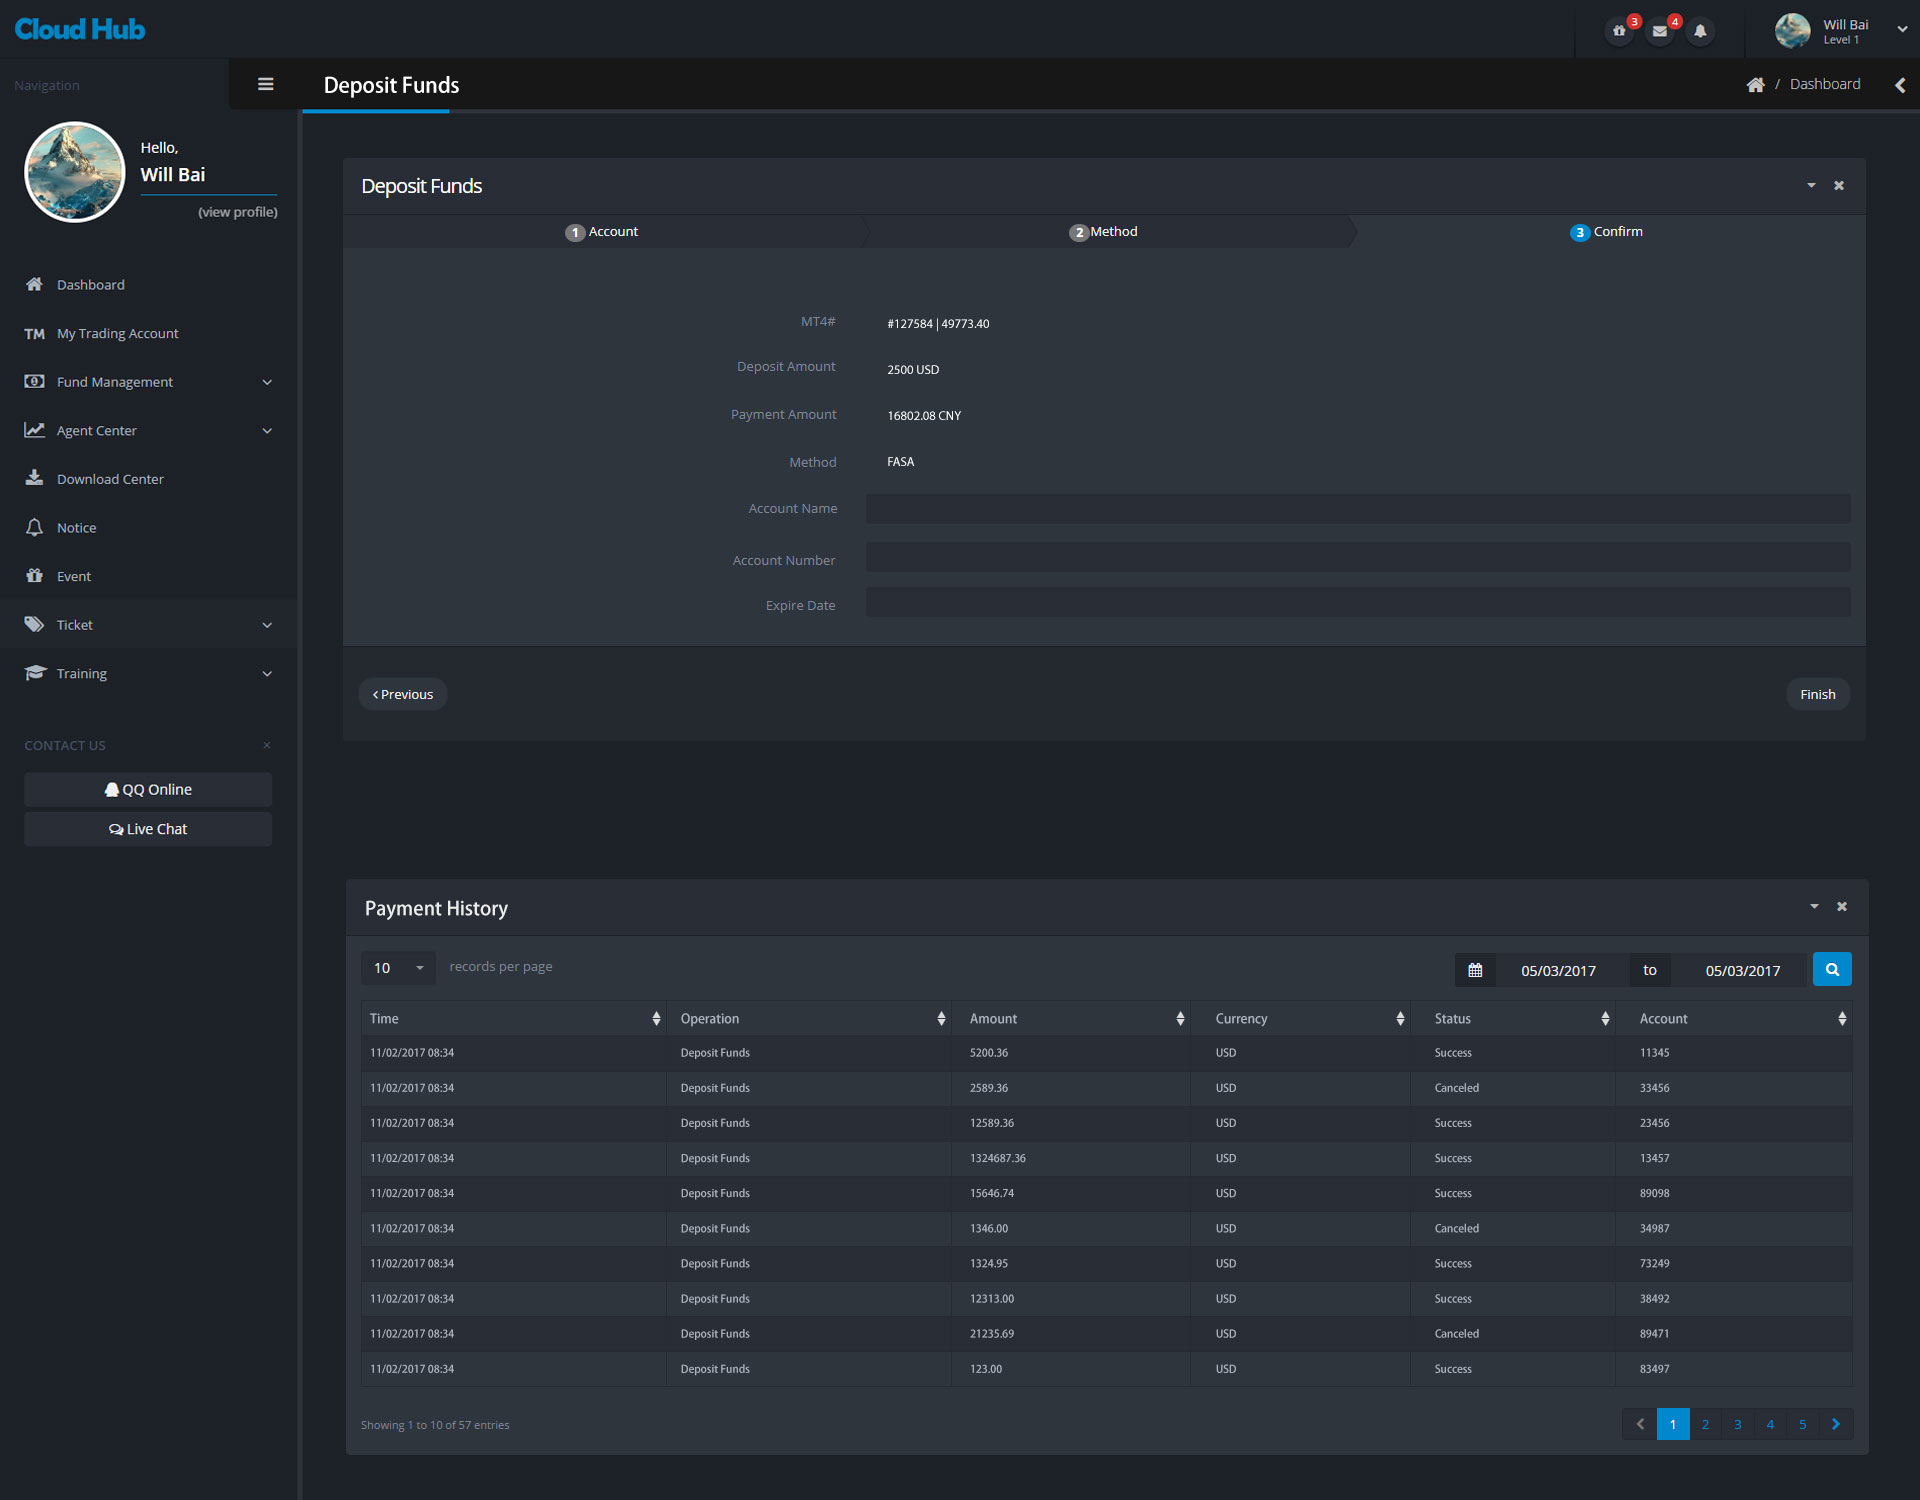 Cloud Hub
3
4
Will Bai
Level 1
Navigation
Deposit Funds
/ Dashboard
Hello,
Will Bai
(view profile)
Dashboard
TM My Trading Account
Fund Management
Agent Center
Download Center
Notice
Event
Ticket
Training
CONTACT US ×
QQ Online
Live Chat
Deposit Funds
1 Account
2 Method
3 Confirm
MT4# #127584 | 49773.40
Deposit Amount 2500 USD
Payment Amount 16802.08 CNY
Method FASA
Account Name
Account Number
Expire Date
Previous
Finish
Payment History
10 records per page
05/03/2017 to 05/03/2017
Time Operation Amount Currency Status Account
11/02/2017 08:34 Deposit Funds 5200.36 USD Success 11345
11/02/2017 08:34 Deposit Funds 2589.36 USD Canceled 33456
11/02/2017 08:34 Deposit Funds 12589.36 USD Success 23456
11/02/2017 08:34 Deposit Funds 1324687.36 USD Success 13457
11/02/2017 08:34 Deposit Funds 15646.74 USD Success 89098
11/02/2017 08:34 Deposit Funds 1346.00 USD Canceled 34987
11/02/2017 08:34 Deposit Funds 1324.95 USD Success 73249
11/02/2017 08:34 Deposit Funds 12313.00 USD Success 38492
11/02/2017 08:34 Deposit Funds 21235.69 USD Canceled 89471
11/02/2017 08:34 Deposit Funds 123.00 USD Success 83497
Showing 1 to 10 of 57 entries
1 2 3 4 5